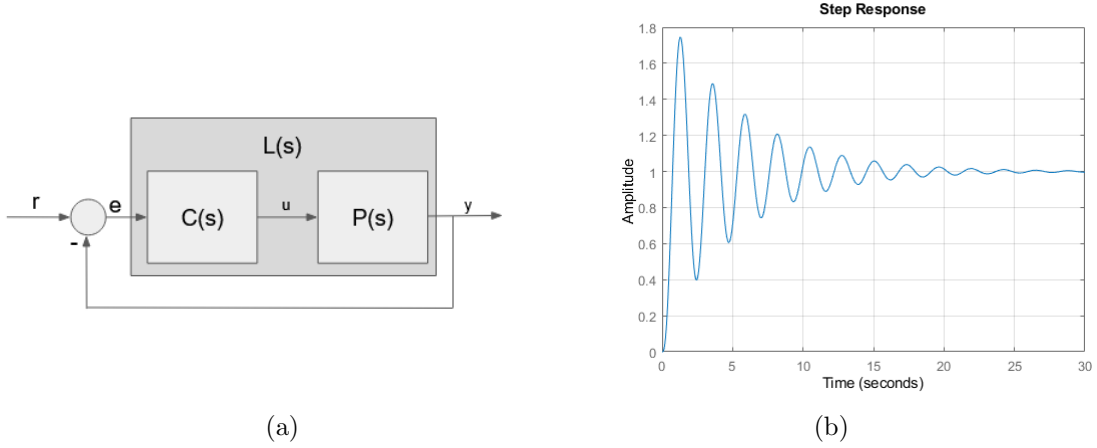 L(s)
r
e
C(s)
u
P(s)
y
-
(a)
Step Response
Amplitude
1.8
1.6
1.4
1.2
1
0.8
0.6
0.4
0.2
0
0 5 10 15 20 25 30
Time (seconds)
(b)